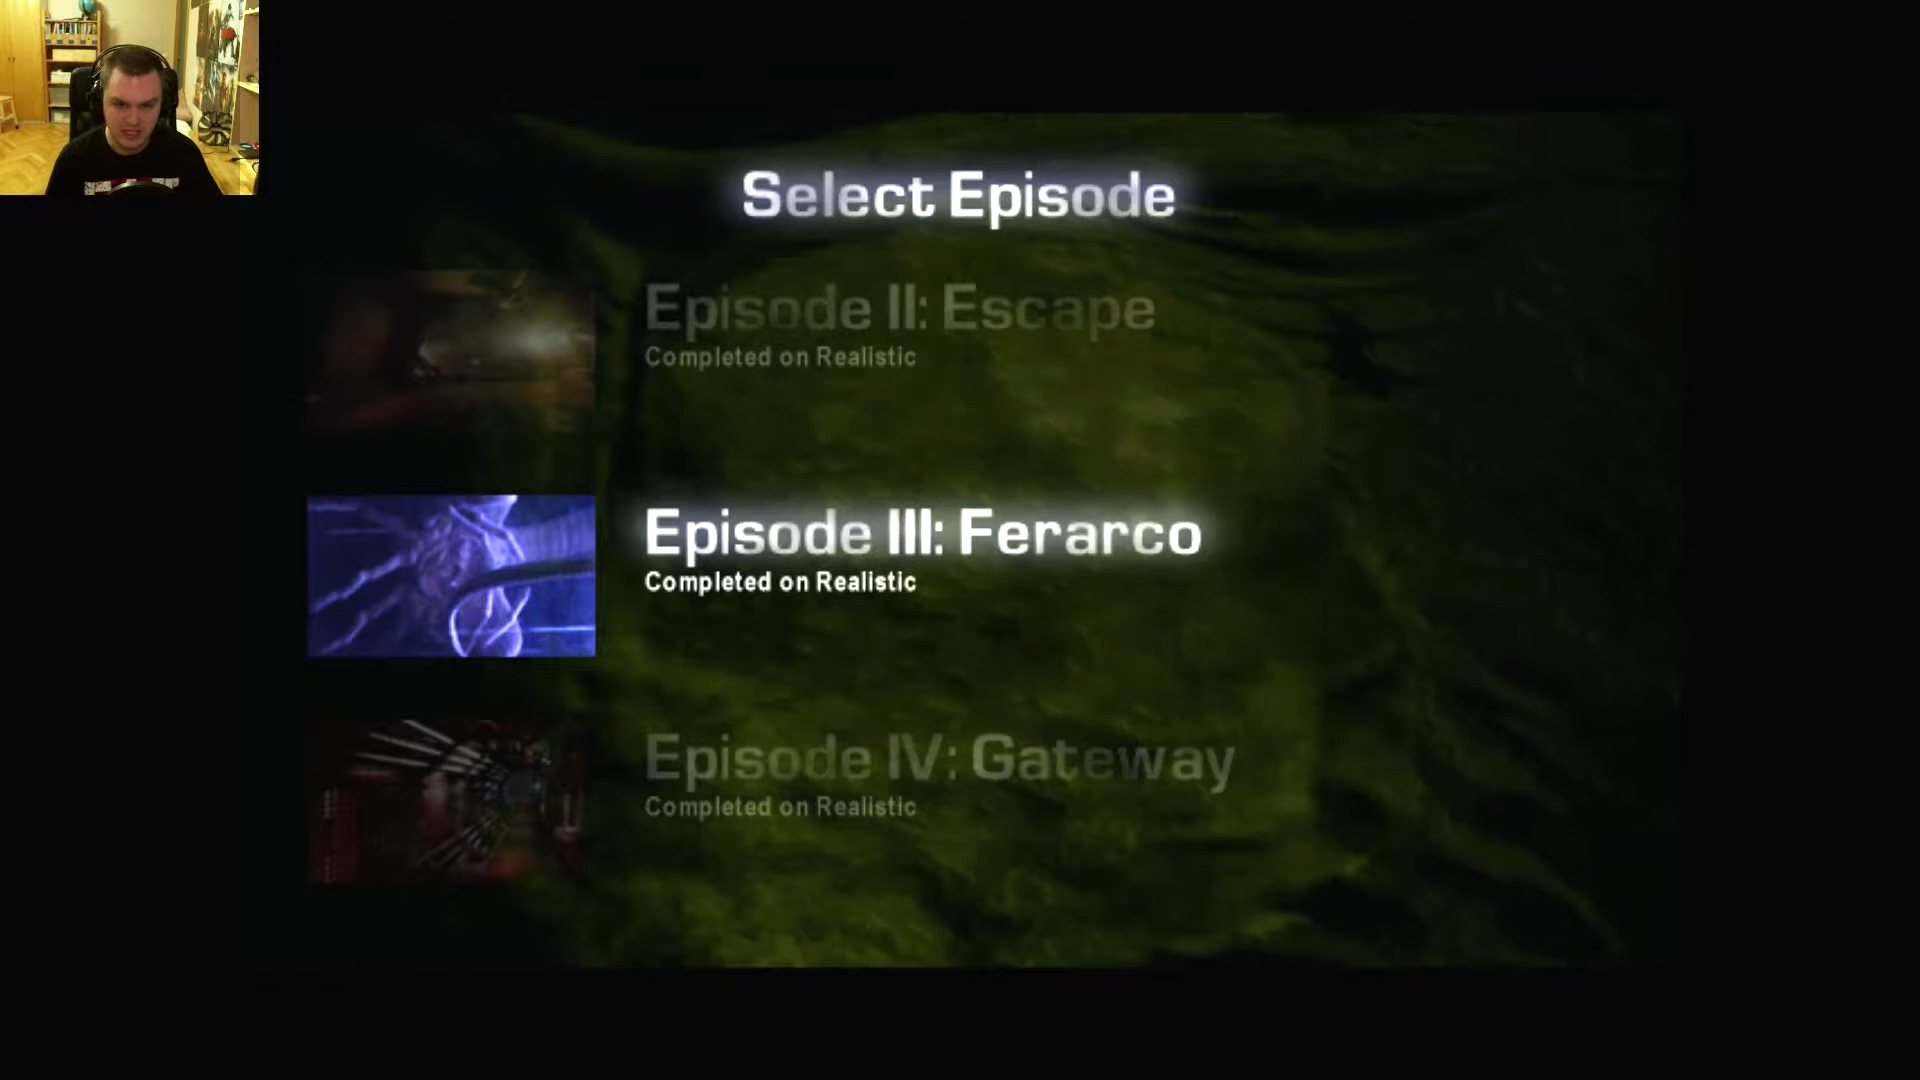 Select Episode
Episode II: Escape
Completed on Realistic
Episode III: Ferarco
Completed on Realistic
Episode IV: Gateway
Completed on Realistic